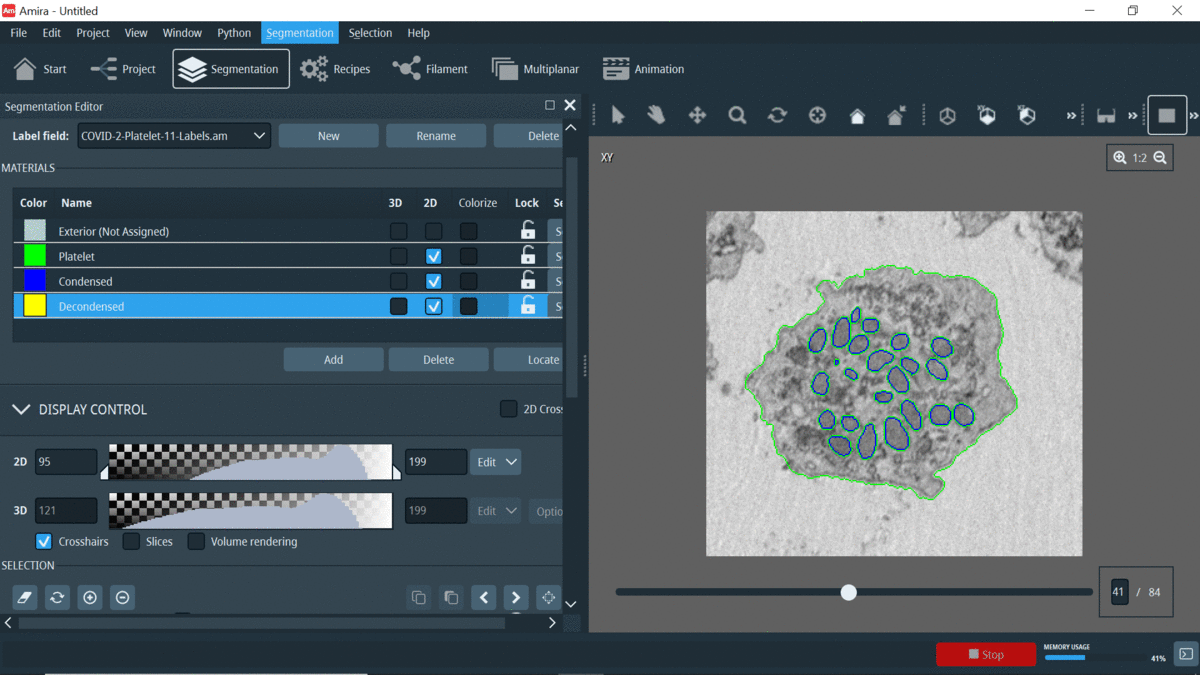 Am Amira - Untitled
File Edit Project View Window Python Segmentation Selection Help
Start Project Segmentation Recipes Filament Multiplanar Animation
Segmentation Editor
Label field: COVID-2-Platelet-11-Labels.am New Rename Delete
MATERIALS
Color Name 3D 2D Colorize Lock Se
Exterior (Not Assigned) S
Platelet S
Condensed S
Decondensed S
Add Delete Locate
DISPLAY CONTROL 2D Cross
2D 95 199 Edit
3D 121 199 Edit Optio
Crosshairs Slices Volume rendering
SELECTION
XY
1:2
41 / 84
Stop
MEMORY USAGE
41%